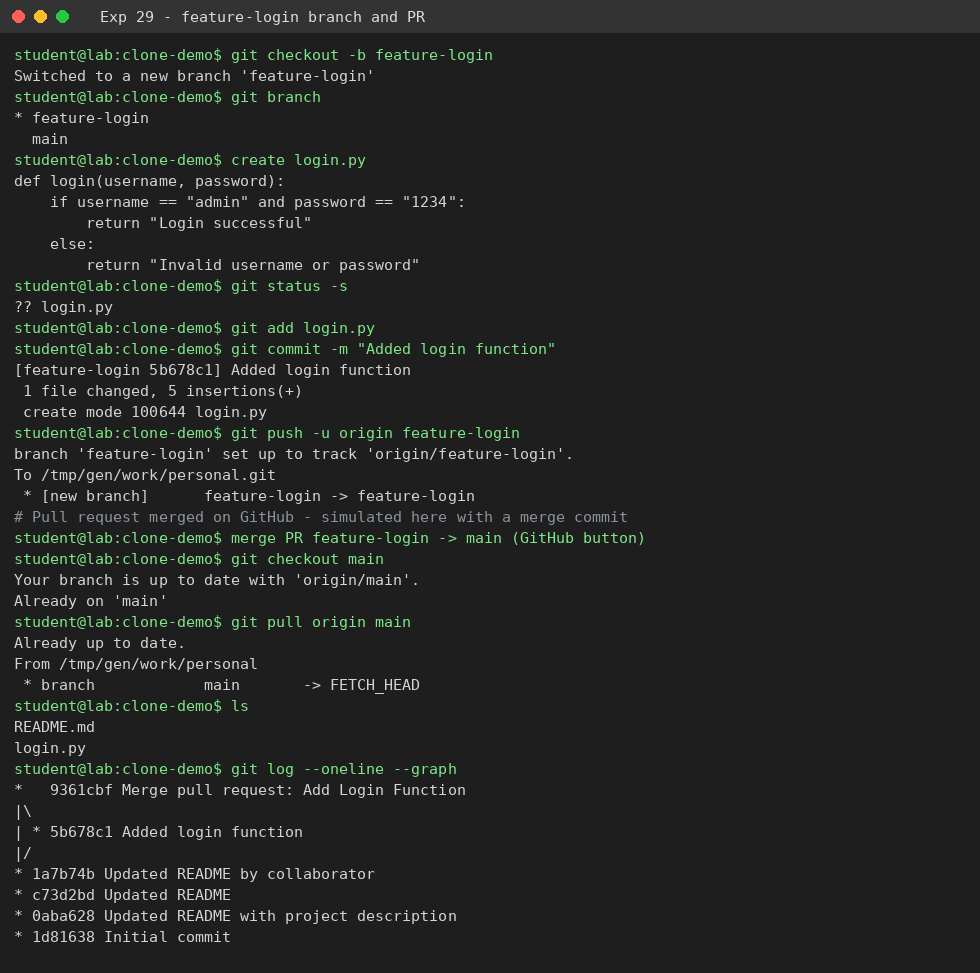 Exp 29 - feature-login branch and PR
student@lab:clone-demo$ git checkout -b feature-login
Switched to a new branch 'feature-login'
student@lab:clone-demo$ git branch
* feature-login
  main
student@lab:clone-demo$ create login.py
def login(username, password):
    if username == "admin" and password == "1234":
        return "Login successful"
    else:
        return "Invalid username or password"
student@lab:clone-demo$ git status -s
?? login.py
student@lab:clone-demo$ git add login.py
student@lab:clone-demo$ git commit -m "Added login function"
[feature-login 5b678c1] Added login function
 1 file changed, 5 insertions(+)
 create mode 100644 login.py
student@lab:clone-demo$ git push -u origin feature-login
branch 'feature-login' set up to track 'origin/feature-login'.
To /tmp/gen/work/personal.git
 * [new branch]      feature-login -> feature-login
# Pull request merged on GitHub - simulated here with a merge commit
student@lab:clone-demo$ merge PR feature-login -> main (GitHub button)
student@lab:clone-demo$ git checkout main
Your branch is up to date with 'origin/main'.
Already on 'main'
student@lab:clone-demo$ git pull origin main
Already up to date.
From /tmp/gen/work/personal
 * branch            main       -> FETCH_HEAD
student@lab:clone-demo$ ls
README.md
login.py
student@lab:clone-demo$ git log --oneline --graph
*   9361cbf Merge pull request: Add Login Function
|\
| * 5b678c1 Added login function
|/
* 1a7b74b Updated README by collaborator
* c73d2bd Updated README
* 0aba628 Updated README with project description
* 1d81638 Initial commit